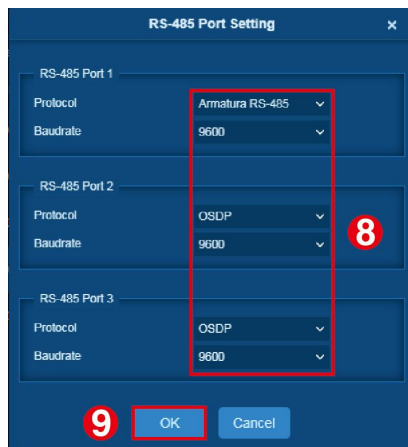 RS-485 Port Setting ×
RS-485 Port 1
Protocol Armatura RS-485
Baudrate 9600
RS-485 Port 2
Protocol OSDP
8
Baudrate 9600
RS-485 Port 3
Protocol OSDP
Baudrate 9600
9 OK Cancel